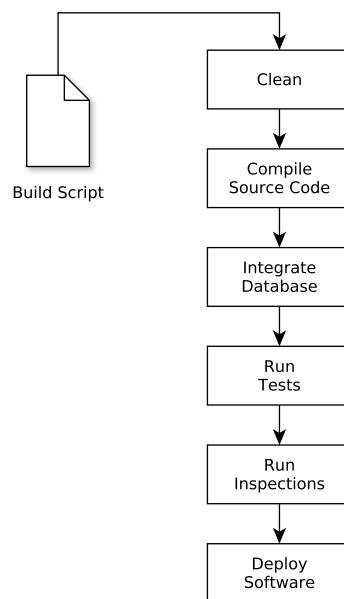 Clean
Build Script
Compile
Source Code
Integrate
Database
Run
Tests
Run
Inspections
Deploy
Software